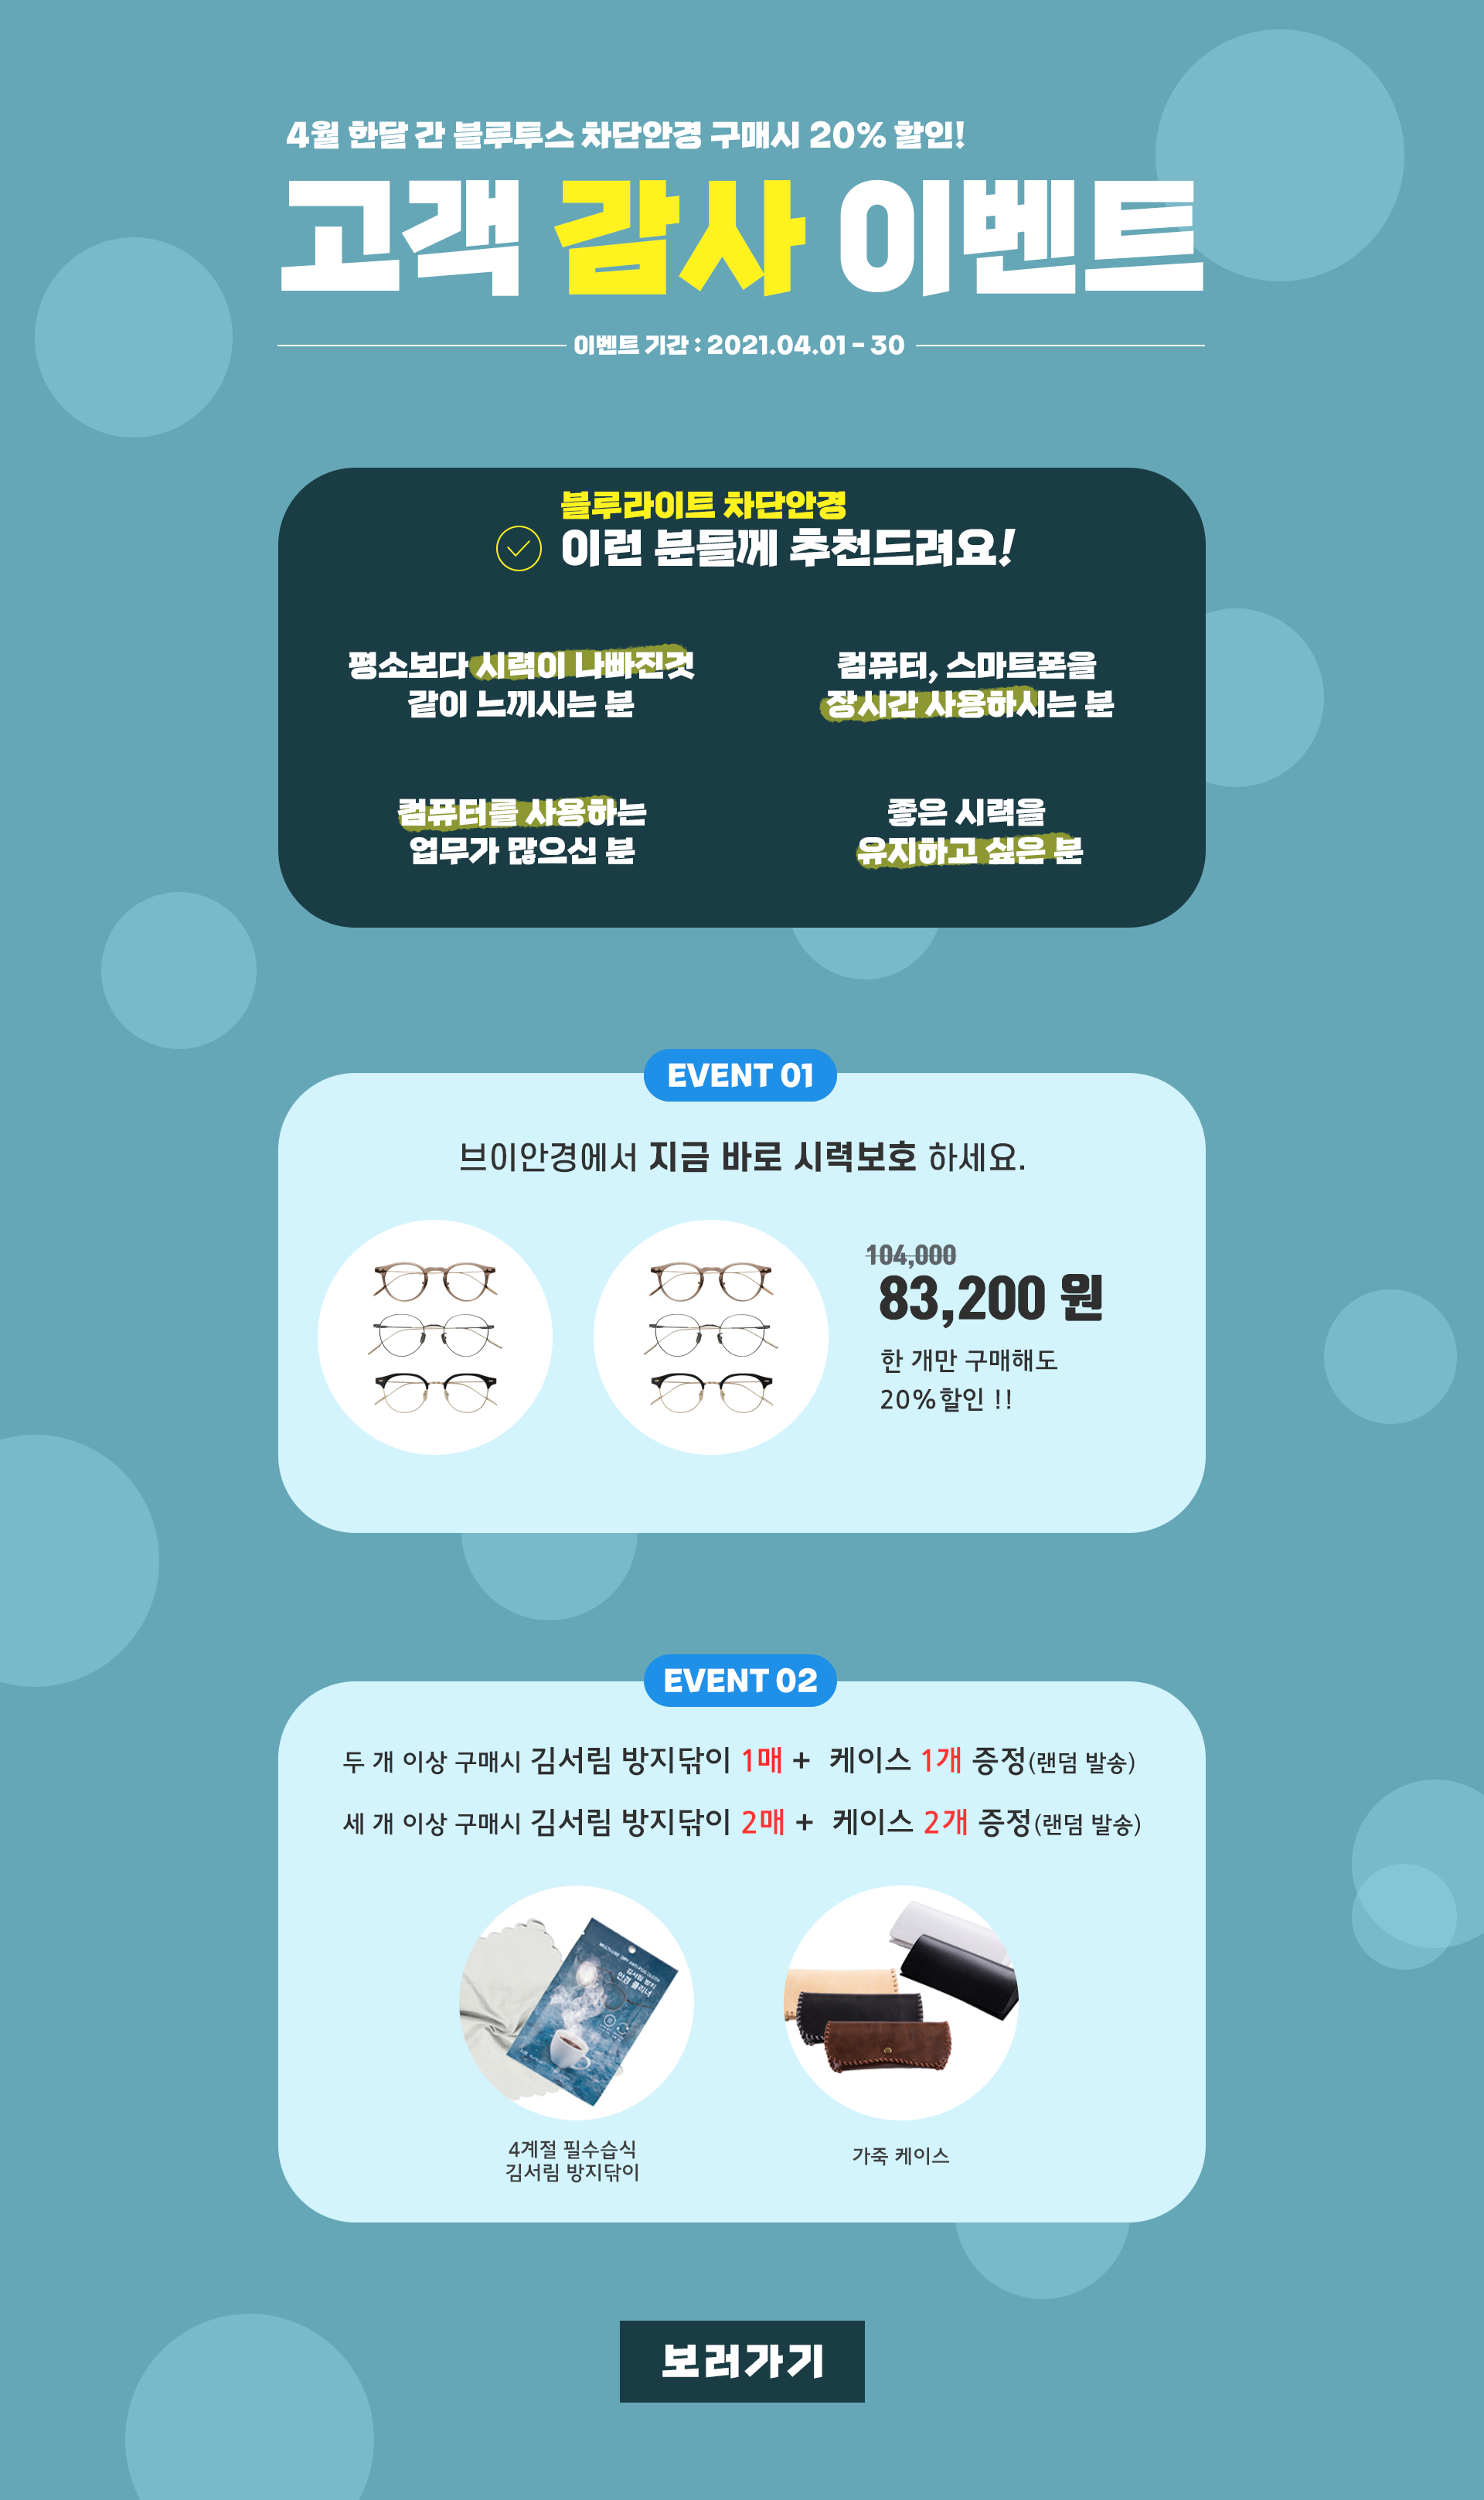 4월 한달 간 블루투스 차단안경 구매시 20% 할인!
고객 감사 이벤트
이벤트 기간 : 2021.04.01 - 30
블루라이트 차단안경
이런 분들께 추천드려요!
평소보다 시력이 나빠진것
같이 느끼시는 분
컴퓨터, 스마트폰을
장시간 사용하시는 분
컴퓨터를 사용하는
업무가 많으신 분
좋은 시력을
유지하고 싶은 분
EVENT 01
브이안경에서 지금 바로 시력보호 하세요.
104,000
83,200 원
한 개만 구매해도
20%할인 !!
EVENT 02
두 개 이상 구매시 김서림 방지닦이 1매 + 케이스 1개 증정(랜덤 발송)
세 개 이상 구매시 김서림 방지닦이 2매 + 케이스 2개 증정(랜덤 발송)
김서림 방지
안경 클리너
4계절 필수습식
김서림 방지닦이
가죽 케이스
보러가기